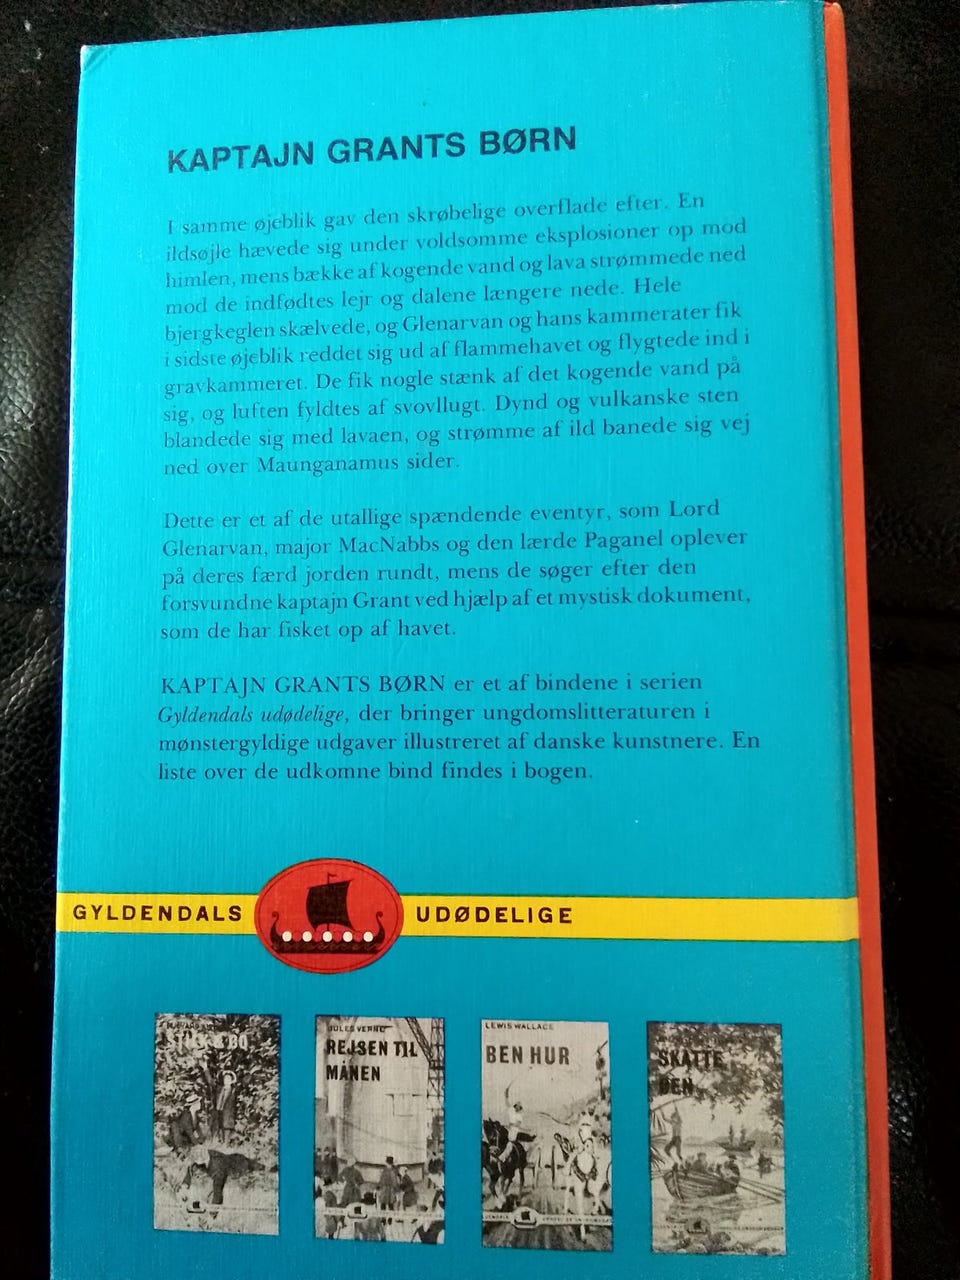 KAPTAJN GRANTS BØRN
I samme øjeblik gav den skrøbelige overflade efter. En
ildsøjle hævede sig under voldsomme eksplosioner op mod
himlen, mens bække af kogende vand og lava strømmede ned
mod de indfødtes lejr og dalene længere nede. Hele
bjergkeglen skælvede, og Glenarvan og hans kammerater fik
i sidste øjeblik reddet sig ud af flammehavet og flygtede ind i
gravkammeret. De fik nogle stænk af det kogende vand på
sig, og luften fyldtes af svovllugt. Dynd og vulkanske sten
blandede sig med lavaen, og strømme af ild banede sig vej
ned over Maunganamus sider.
Dette er et af de utallige spændende eventyr, som Lord
Glenarvan, major MacNabbs og den lærde Paganel oplever
på deres færd jorden rundt, mens de søger efter den
forsvundne kaptajn Grant ved hjælp af et mystisk dokument,
som de har fisket op af havet.
KAPTAJN GRANTS BØRN er et af bindene i serien
Gyldendals udødelige, der bringer ungdomslitteraturen i
mønstergyldige udgaver illustreret af danske kunstnere. En
liste over de udkomne bind findes i bogen.
GYLDENDALS UDØDELIGE
JULES VERNE
REJSEN TIL
MÅNEN
LEWIS WALLACE
BEN HUR
SKATTE
ØEN